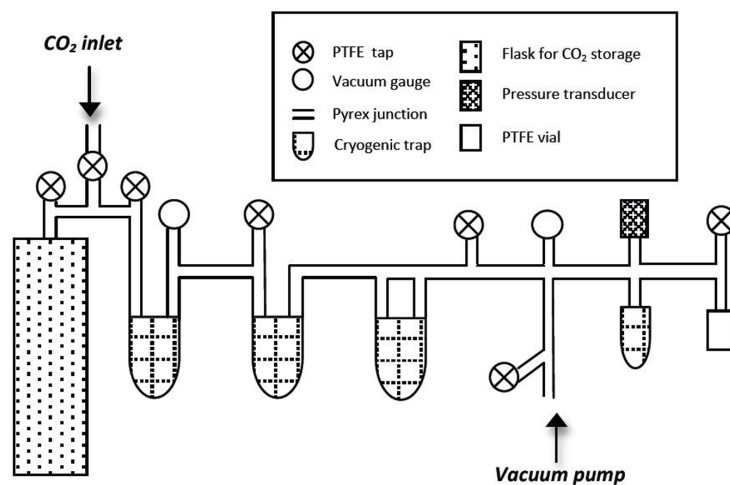 CO₂ inlet
PTFE tap
Vacuum gauge
Pyrex junction
Cryogenic trap
Flask for CO₂ storage
Pressure transducer
PTFE vial
Vacuum pump